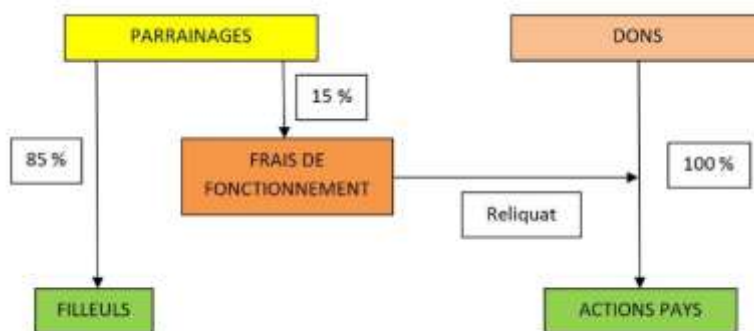 PARRAINAGES
DONS
15 %
85 %
FRAIS DE
FONCTIONNEMENT
100 %
Reliquat
FILLEULS
ACTIONS PAYS